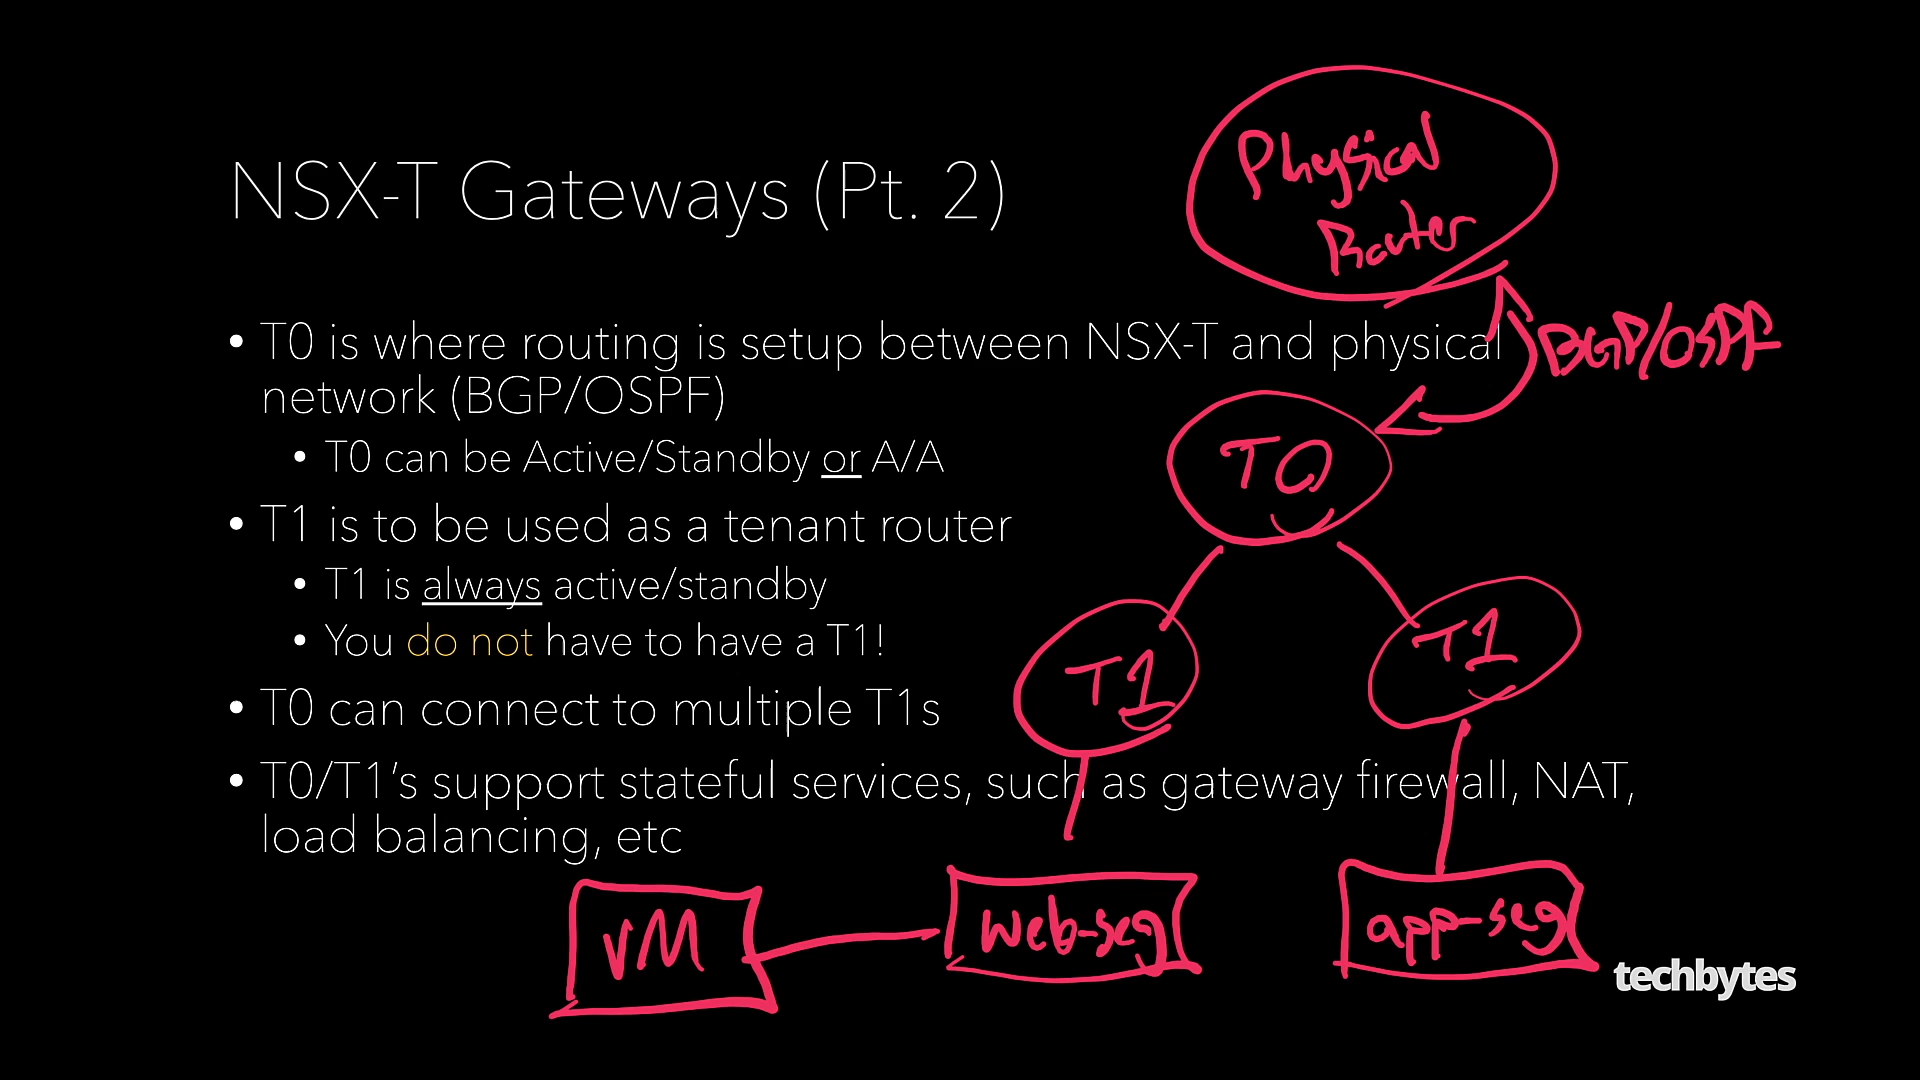 NSX-T Gateways (Pt. 2)
• T0 is where routing is setup between NSX-T and physical
network (BGP/OSPF)
• T0 can be Active/Standby or A/A
• T1 is to be used as a tenant router
• T1 is always active/standby
• You do not have to have a T1!
• T0 can connect to multiple T1s
• T0/T1’s support stateful services, such as gateway firewall, NAT,
load balancing, etc
Physical
Router
BGP/OSPF
T0
T1
T1
VM
web-seg
app-seg
techbytes